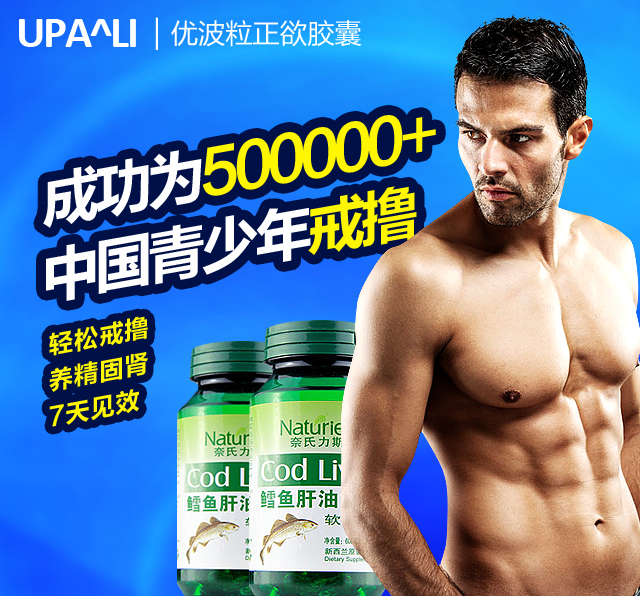 UPA^LI | 优波粒正欲胶囊
成功为500000+
中国青少年戒撸
轻松戒撸
养精固肾
7天见效
Naturie
奈氏力斯
Cod Liv
鳕鱼肝油
软
净含量:
新西兰原
Dietary Supple
Naturie
奈氏力斯
Cod Li
鳕鱼肝油